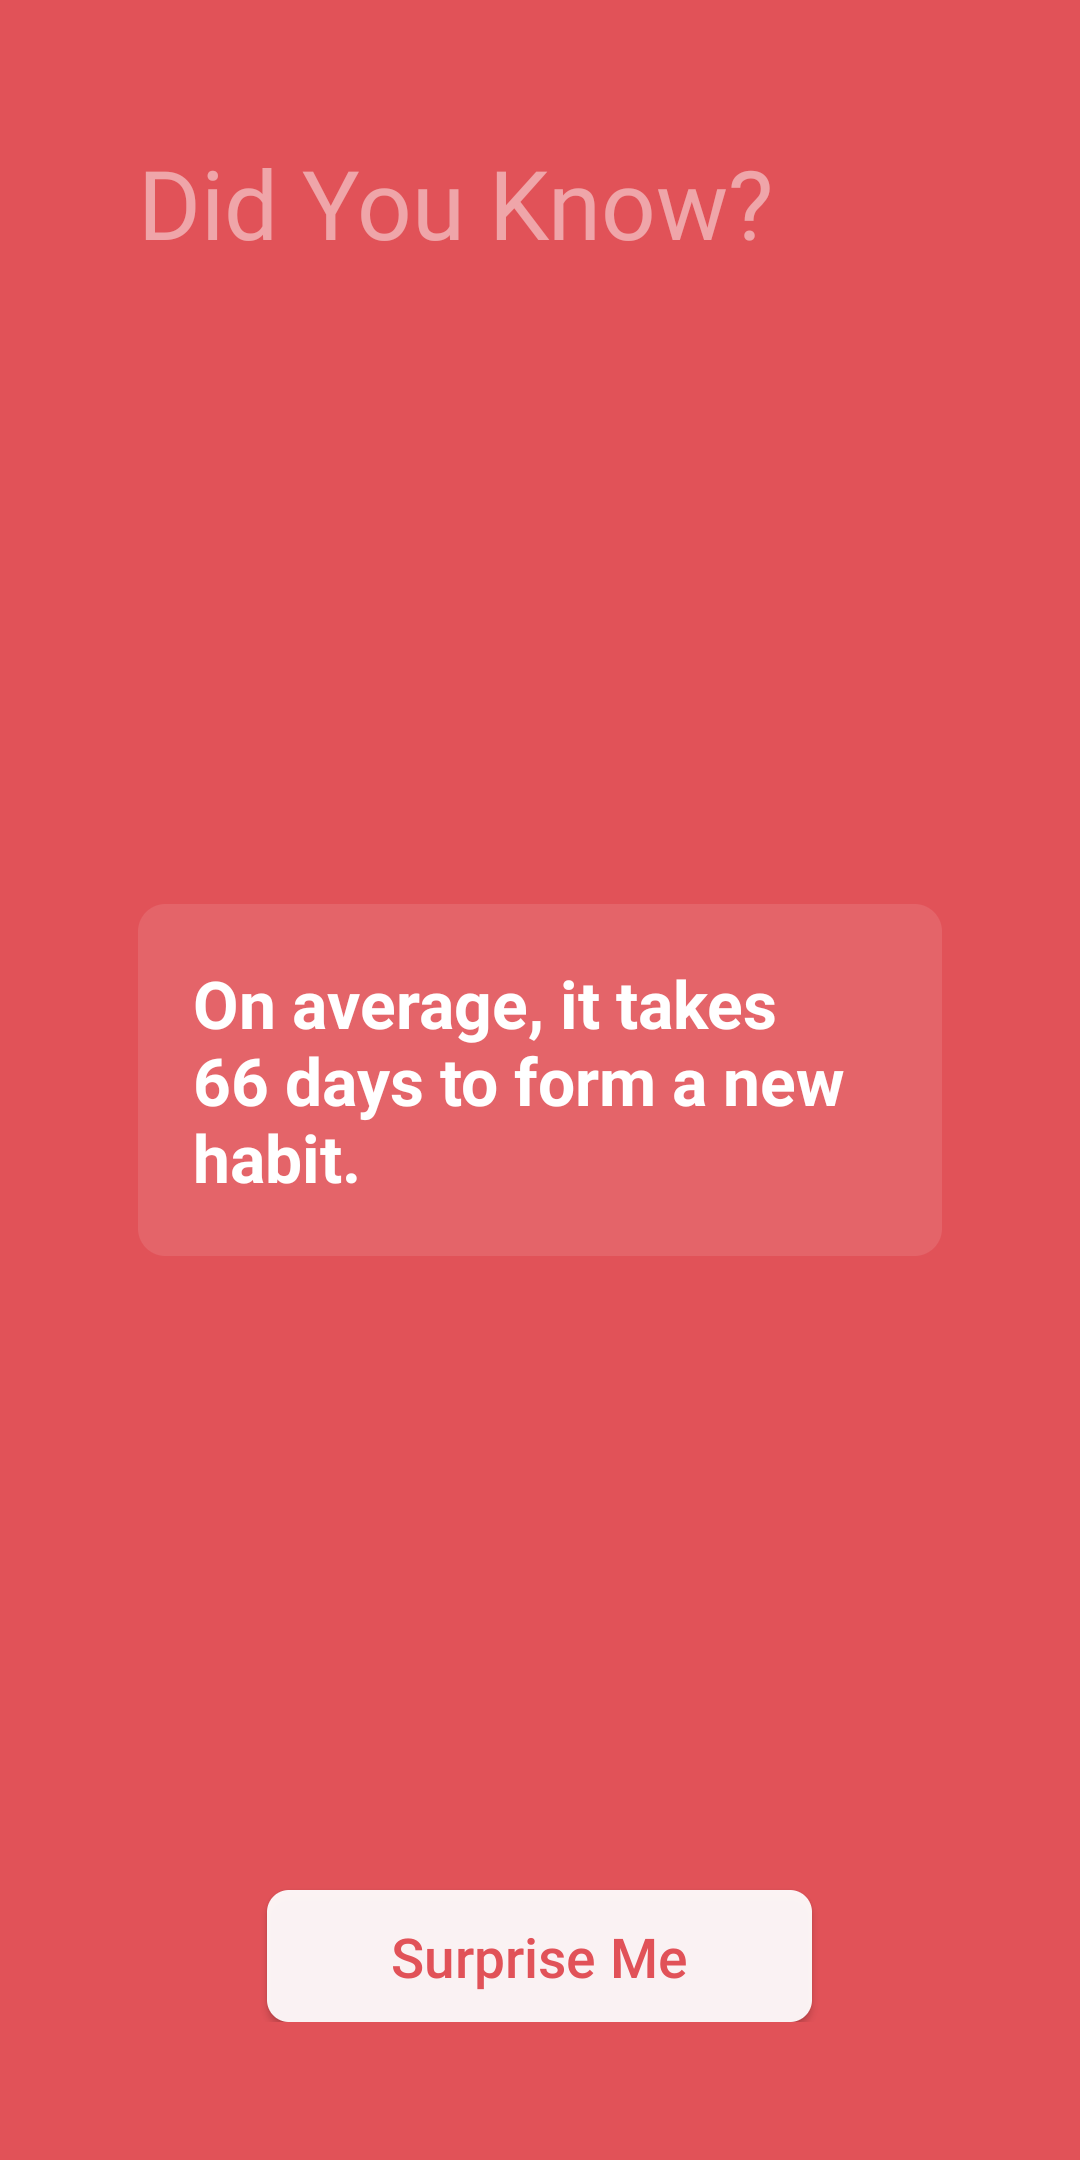 Did You Know?
On average, it takes
66 days to form a new
habit.
Surprise Me